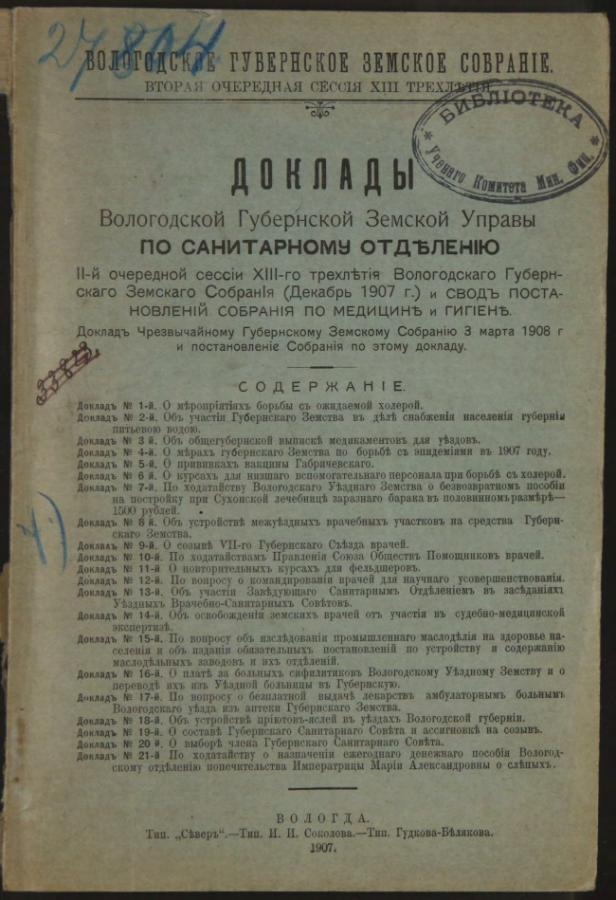 27804
ВОЛОГОДСКОЕ ГУБЕРНСКОЕ ЗЕМСКОЕ СОБРАНІЕ.
ВТОРАЯ ОЧЕРЕДНАЯ СЕССІЯ XIII ТРЕХЛѢТІЯ
БИБЛІОТЕКА
Ученаго Комитета Мин. Фин.
ДОКЛАДЫ
Вологодской Губернской Земской Управы
ПО САНИТАРНОМУ ОТДѢЛЕНІЮ
II-й очередной сессіи XIII-го трехлѣтія Вологодскаго Губерн-
скаго Земскаго Собранія (Декабрь 1907 г.) и СВОДЪ ПОСТА-
НОВЛЕНІЙ СОБРАНІЯ ПО МЕДИЦИНѢ и ГИГІЕНѢ.
Докладъ Чрезвычайному Губернскому Земскому Собранію 3 марта 1908 г
и постановленіе Собранія по этому докладу.
СОДЕРЖАНІЕ.
Докладъ № 1-й. О мѣропріятіяхъ борьбы съ ожидаемой холерой.
Докладъ № 2-й. Объ участіи Губернскаго Земства въ дѣлѣ снабженія населенія губерніи
питьевою водою.
Докладъ № 3 й. Объ общегубернской выпискѣ медикаментовъ для уѣздовъ.
Докладъ № 4-й. О мѣрахъ губернскаго Земства по борьбѣ съ эпидеміями въ 1907 году.
Докладъ № 5-й. О прививкахъ вакцины Габричевскаго.
Докладъ № 6 й. О курсахъ для низшаго вспомогательнаго персонала при борьбѣ съ холерой.
Докладъ № 7-й. По ходатайству Вологодскаго Уѣзднаго Земства о безвозвратномъ пособіи
на постройку при Сухонской лечебницѣ заразнаго барака въ половинномъ размѣрѣ—
1500 рублей.
Докладъ № 8 й. Объ устройствѣ межуѣздныхъ врачебныхъ участковъ на средства Губерн-
скаго Земства.
Докладъ № 9-й. О созывѣ VII-го Губернскаго Съѣзда врачей.
Докладъ № 10-й. По ходатайствамъ Правленія Союза Обществъ Помощниковъ врачей.
Докладъ № 11-й О повторительныхъ курсахъ для фельдшеровъ.
Докладъ № 12-й. По вопросу о командированіи врачей для научнаго усовершенствованія.
Докладъ № 13-й. Объ участіи Завѣдующаго Санитарнымъ Отдѣленіемъ въ засѣданіяхъ
Уѣздныхъ Врачебно-Санитарныхъ Совѣтовъ.
Докладъ № 14-й. Объ освобожденіи земскихъ врачей отъ участія въ судебно-медицинской
экспертизѣ.
Докладъ № 15-й. По вопросу объ изслѣдованіи промышленнаго маслодѣлія на здоровье на-
селенія и объ изданіи обязательныхъ постановленій по устройству и содержанію
маслодѣльныхъ заводовъ и ихъ отдѣленій.
Докладъ № 16-й. О платѣ за больныхъ сифилитиковъ Вологодскому Уѣздному Земству и о
переводѣ ихъ изъ Уѣздной больницы въ Губернскую.
Докладъ № 17-й. По вопросу о безплатной выдачѣ лекарствъ амбулаторнымъ больнымъ
Вологодскаго уѣзда изъ аптеки Губернскаго Земства.
Докладъ № 18-й. Объ устройствѣ пріютовъ-яслей въ уѣздахъ Вологодской губерніи.
Докладъ № 19-й. О составѣ Губернскаго Санитарнаго Совѣта и ассигновкѣ на созывъ.
Докладъ № 20 й. О выборѣ члена Губернскаго Санитарнаго Совѣта.
Докладъ № 21-й По ходатайству о назначеніи ежегоднаго денежнаго пособія Вологод-
скому отдѣленію попечительства Императрицы Маріи Александровны о слѣпыхъ.
ВОЛОГДА.
Тип. „Сѣверъ“.—Тип. И. И. Соколова.—Тип. Гудкова-Бѣлякова.
1907.